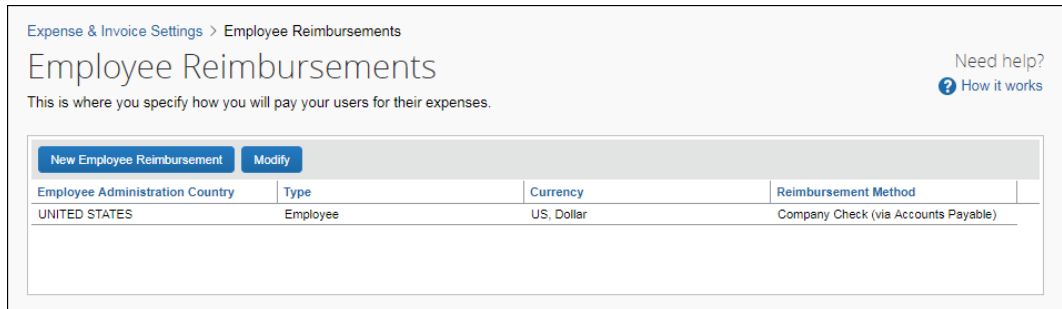 Expense & Invoice Settings > Employee Reimbursements
Employee Reimbursements
Need help?
? How it works
This is where you specify how you will pay your users for their expenses.
New Employee Reimbursement Modify
Employee Administration Country Type Currency Reimbursement Method
UNITED STATES Employee US, Dollar Company Check (via Accounts Payable)